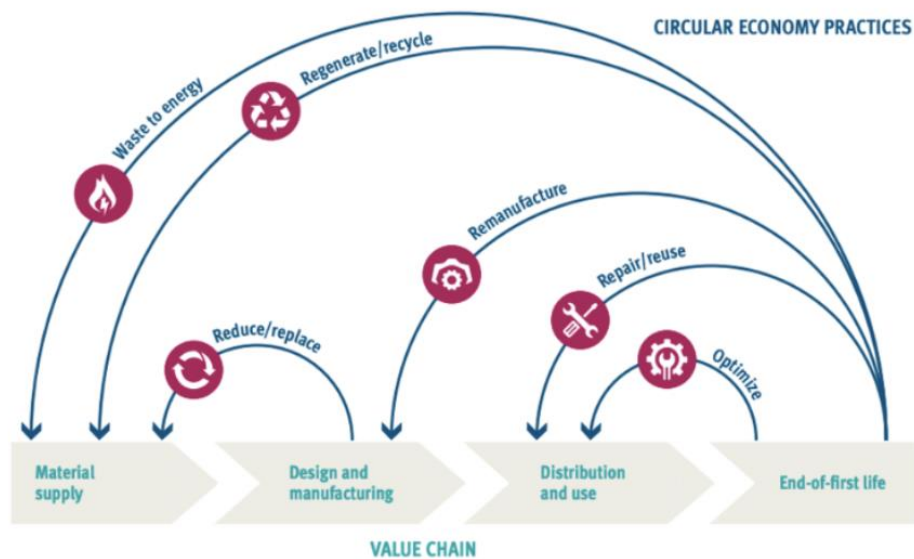 CIRCULAR ECONOMY PRACTICES
Waste to energy
Regenerate/recycle
Remanufacture
Repair/reuse
Reduce/replace
Optimize
Material
supply
Design and
manufacturing
Distribution
and use
End-of-first life
VALUE CHAIN